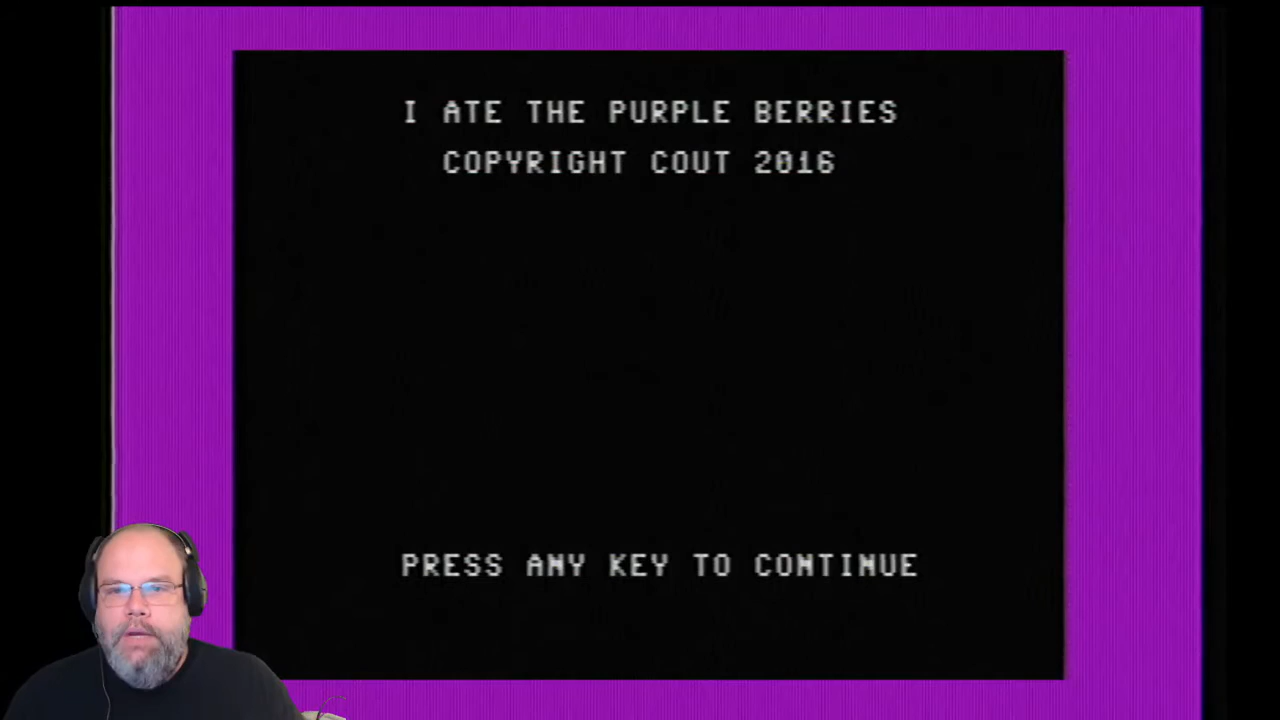 I ATE THE PURPLE BERRIES
COPYRIGHT COUT 2016
PRESS ANY KEY TO CONTINUE